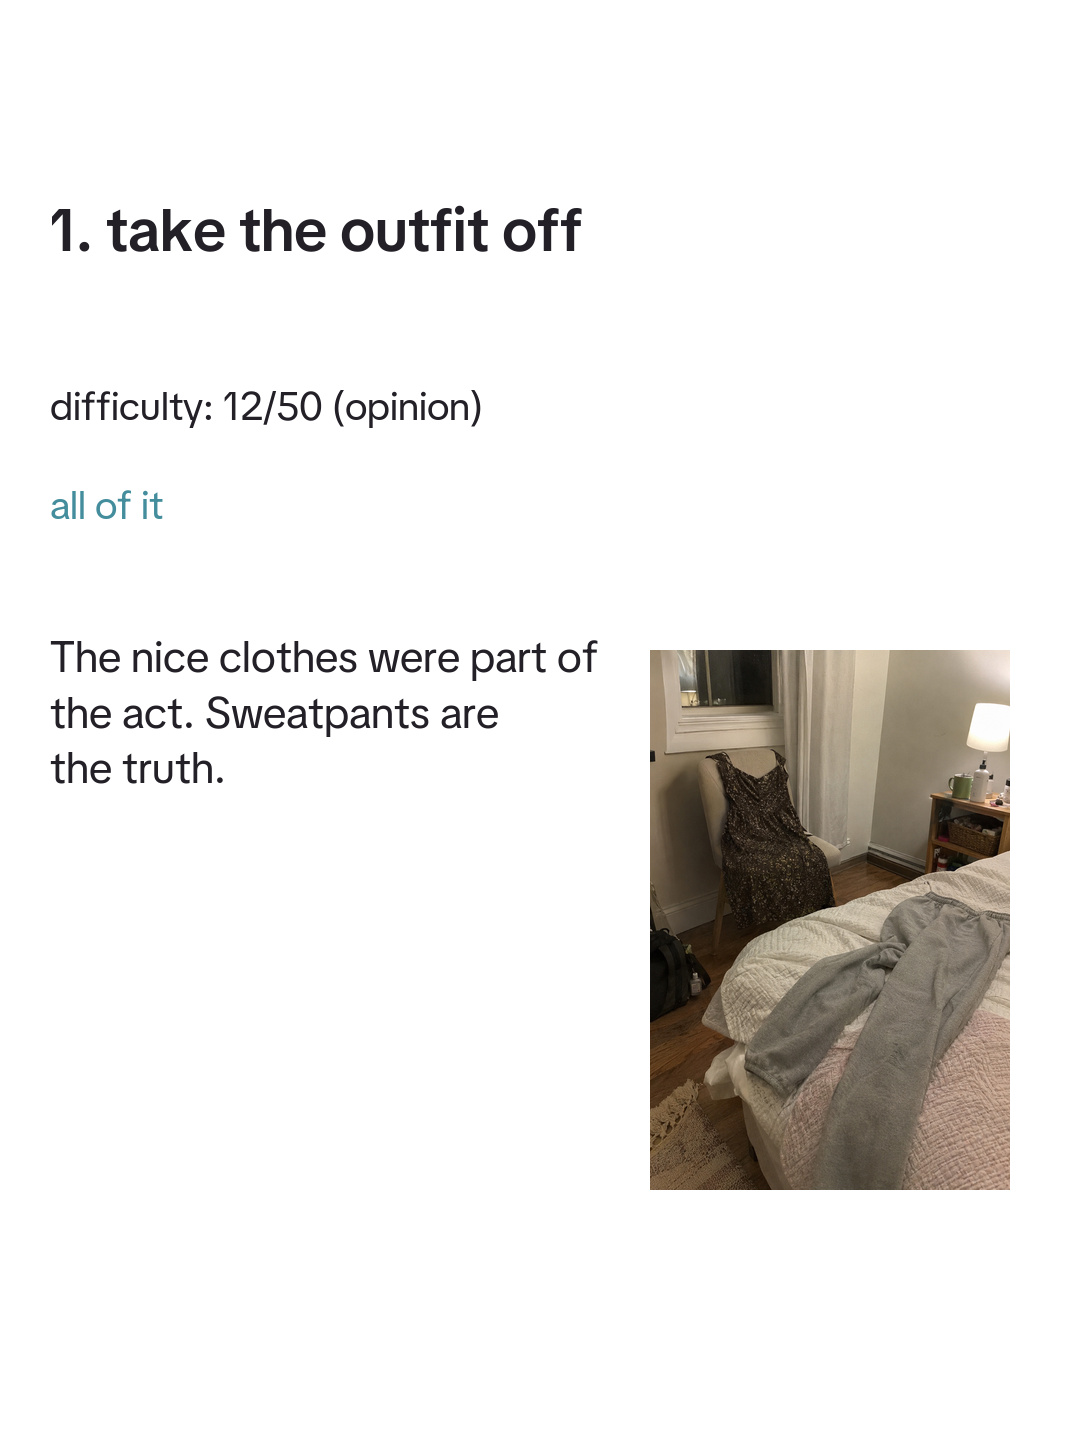 1. take the outfit off
difficulty: 12/50 (opinion)
all of it
The nice clothes were part of
the act. Sweatpants are
the truth.